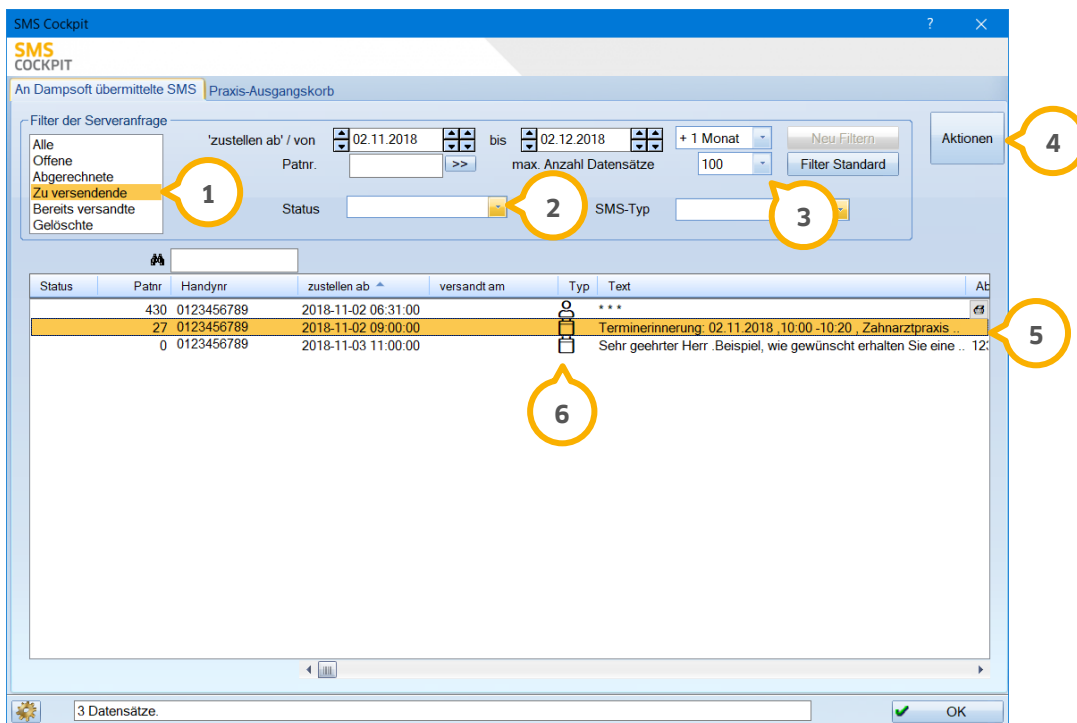 SMS Cockpit ?
SMS
COCKPIT
An Dampsoft übermittelte SMS Praxis-Ausgangskorb
Filter der Serveranfrage
Alle
Offene
Abgerechnete
Zu versendende
Bereits versandte
Gelöschte
1
'zustellen ab' / von 02.11.2018 bis 02.12.2018 + 1 Monat Neu Filtern
Patnr. >> max. Anzahl Datensätze 100 Filter Standard
Status 2 SMS-Typ 3
Aktionen 4
Status Patnr Handynr zustellen ab versandt am Typ Text Ab
430 0123456789 2018-11-02 06:31:00 * * *
27 0123456789 2018-11-02 09:00:00 Terminerinnerung: 02.11.2018 ,10:00 -10:20 , Zahnarztpraxis ..
0 0123456789 2018-11-03 11:00:00 Sehr geehrter Herr .Beispiel, wie gewünscht erhalten Sie eine .. 123
5
6
3 Datensätze. OK